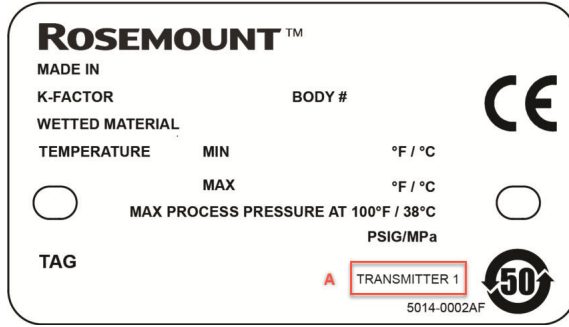 ROSEMOUNT™
MADE IN
K-FACTOR BODY #
WETTED MATERIAL
TEMPERATURE MIN °F / °C
MAX °F / °C
MAX PROCESS PRESSURE AT 100°F / 38°C
PSIG/MPa
TAG
A TRANSMITTER 1
50
5014-0002AF
CE